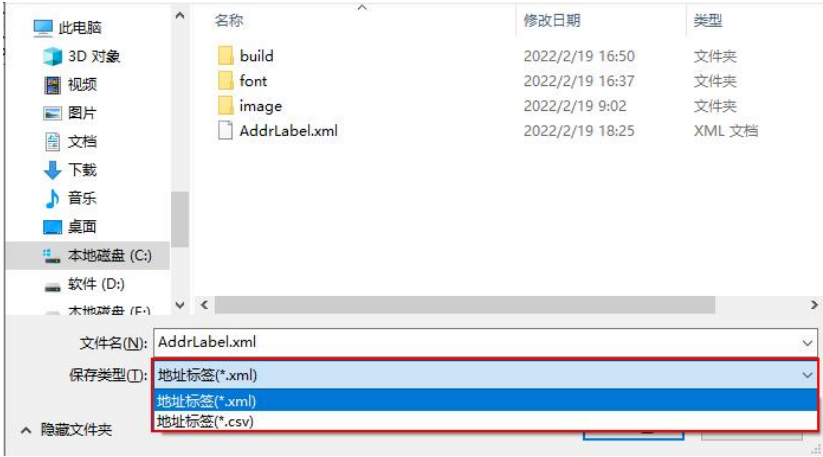 此电脑
3D 对象
视频
图片
文档
下载
音乐
桌面
本地磁盘 (C:)
软件 (D:)
本地磁盘 (E:)
名称 修改日期 类型
build 2022/2/19 16:50 文件夹
font 2022/2/19 16:37 文件夹
image 2022/2/19 9:02 文件夹
AddrLabel.xml 2022/2/19 18:25 XML 文档
文件名(N): AddrLabel.xml
保存类型(T): 地址标签(*.xml)
地址标签(*.xml)
地址标签(*.csv)
隐藏文件夹